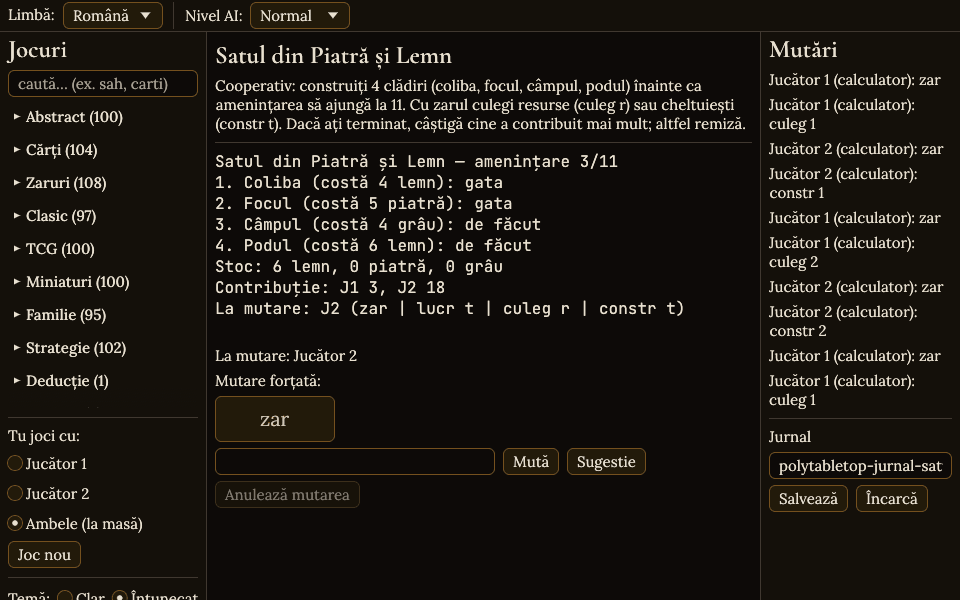 Limbă: Română ▼ Nivel AI: Normal ▼
Jocuri
caută... (ex. sah, carti)
▸ Abstract (100)
▸ Cărți (104)
▸ Zaruri (108)
▸ Clasic (97)
▸ TCG (100)
▸ Miniaturi (100)
▸ Familie (95)
▸ Strategie (102)
▸ Deducție (1)
Tu joci cu:
Jucător 1
Jucător 2
Ambele (la masă)
Joc nou
Temă: Clar Întunecat
Satul din Piatră și Lemn
Cooperativ: construiți 4 clădiri (coliba, focul, câmpul, podul) înainte ca
amenințarea să ajungă la 11. Cu zarul culegi resurse (culeg r) sau cheltuiești
(constr t). Dacă ați terminat, câștigă cine a contribuit mai mult; altfel remiză.
Satul din Piatră și Lemn — amenințare 3/11
1. Coliba (costă 4 lemn): gata
2. Focul (costă 5 piatră): gata
3. Câmpul (costă 4 grâu): de făcut
4. Podul (costă 6 lemn): de făcut
Stoc: 6 lemn, 0 piatră, 0 grâu
Contribuție: J1 3, J2 18
La mutare: J2 (zar | lucr t | culeg r | constr t)
La mutare: Jucător 2
Mutare forțată:
zar
Mută Sugestie
Anulează mutarea
Mutări
Jucător 1 (calculator): zar
Jucător 1 (calculator):
culeg 1
Jucător 2 (calculator): zar
Jucător 2 (calculator):
constr 1
Jucător 1 (calculator): zar
Jucător 1 (calculator):
culeg 2
Jucător 2 (calculator): zar
Jucător 2 (calculator):
constr 2
Jucător 1 (calculator): zar
Jucător 1 (calculator):
culeg 1
Jurnal
polytabletop-jurnal-sat
Salvează Încarcă